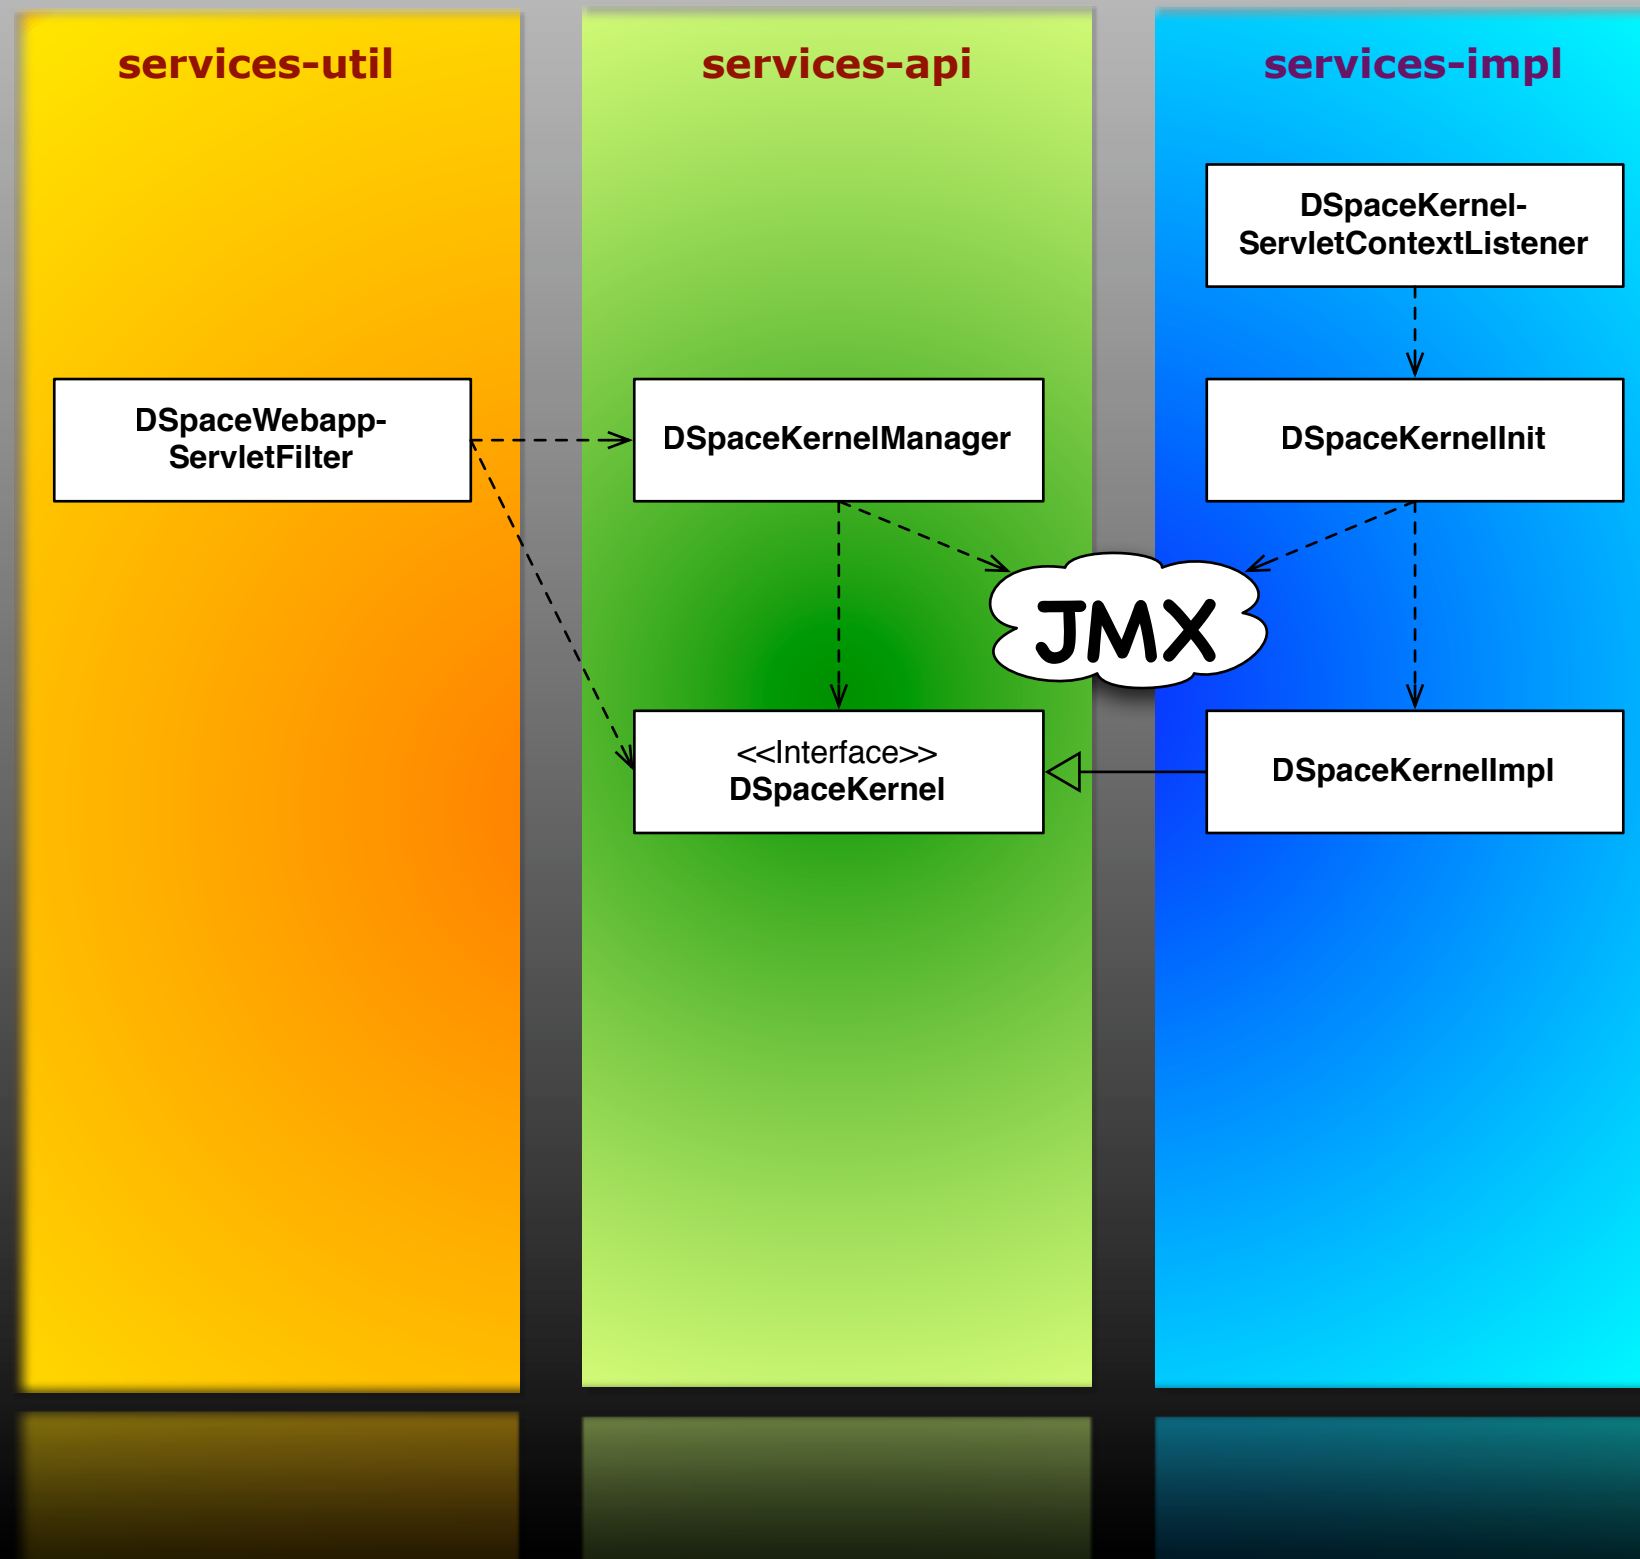 services-util
services-api
services-impl
DSpaceKernel-
ServletContextListener
DSpaceWebapp-
ServletFilter
DSpaceKernelManager
DSpaceKernelInit
JMX
<<Interface>>
DSpaceKernel
DSpaceKernelImpl